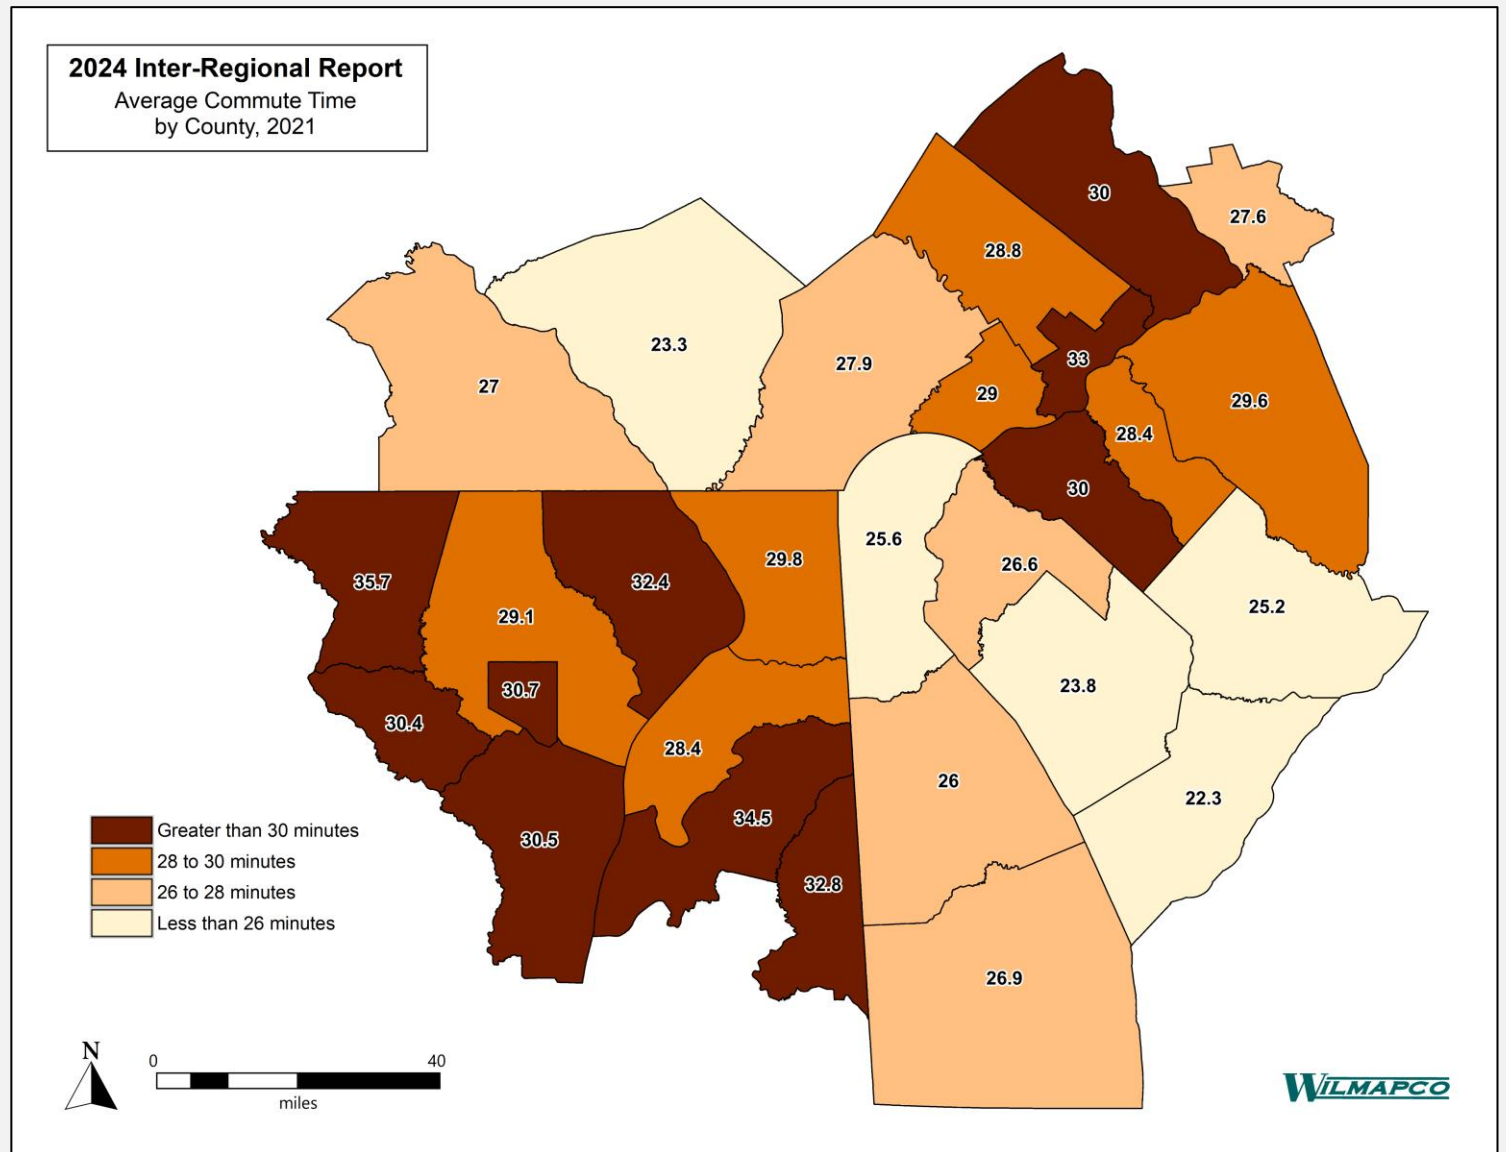 2024 Inter-Regional Report
Average Commute Time
by County, 2021
30
27.6
28.8
23.3
27.9
33
27
29
29.6
28.4
30
25.6
29.8
26.6
35.7
32.4
25.2
29.1
23.8
30.7
30.4
28.4
26
22.3
34.5
30.5
32.8
26.9
Greater than 30 minutes
28 to 30 minutes
26 to 28 minutes
Less than 26 minutes
N
0 40
miles
WILMAPCO